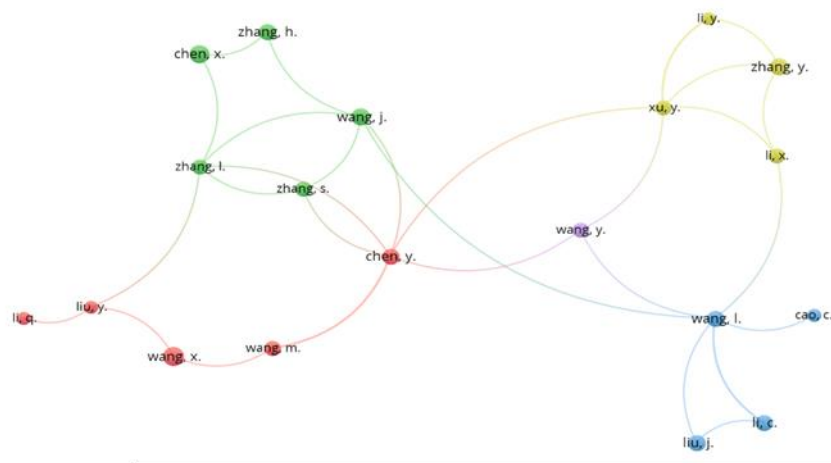 li, y.
zhang, h.
chen, x.
zhang, y.
xu, y.
wang, j.
li, x.
zhang, l.
zhang, s.
wang, y.
chen, y.
liu, y.
li, q.
wang, l.
cao, c.
wang, m.
wang, x.
li, c.
liu, j.